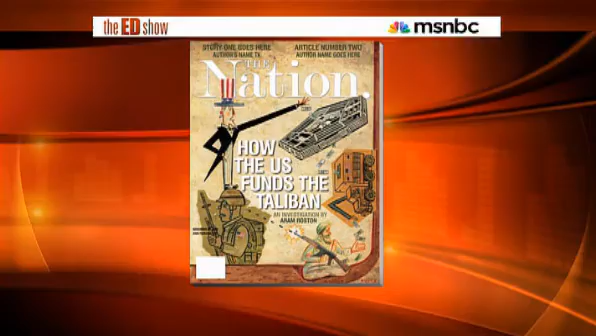 the ED show
msnbc
STORY ONE GOES HERE
AUTHOR'S NAME TK
ARTICLE NUMBER TWO
AUTHOR NAME GOES HERE
THE
Nation.
HOW
THE US
FUNDS THE
TALIBAN
AN INVESTIGATION BY
ARAM ROSTON